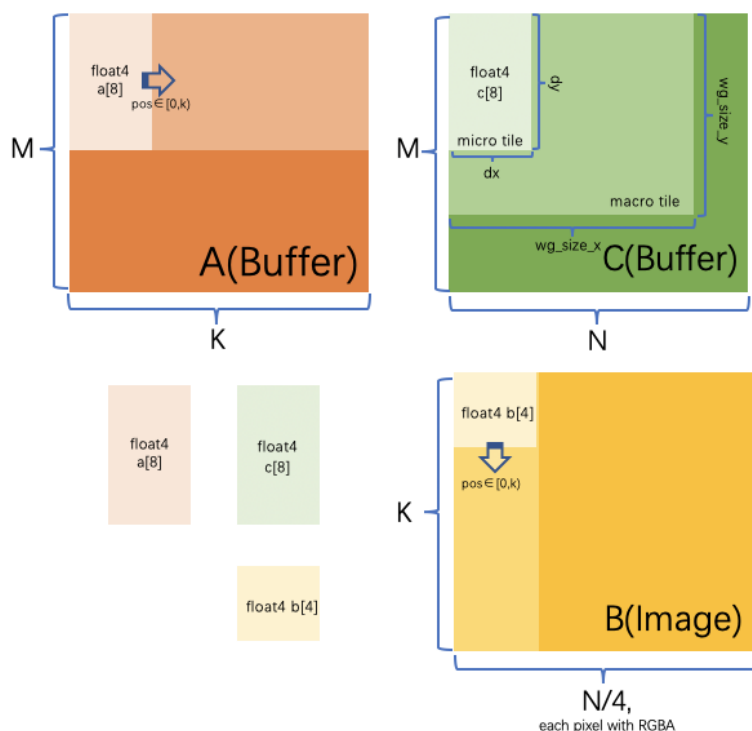 float4
a[8]
pos∈[0,k)
M
A(Buffer)
K
float4
c[8]
micro tile
dy
dx
wg_size_y
M
macro tile
wg_size_x
C(Buffer)
N
float4
a[8]
float4
c[8]
float4 b[4]
float4 b[4]
pos∈[0,k)
K
B(Image)
N/4,
each pixel with RGBA